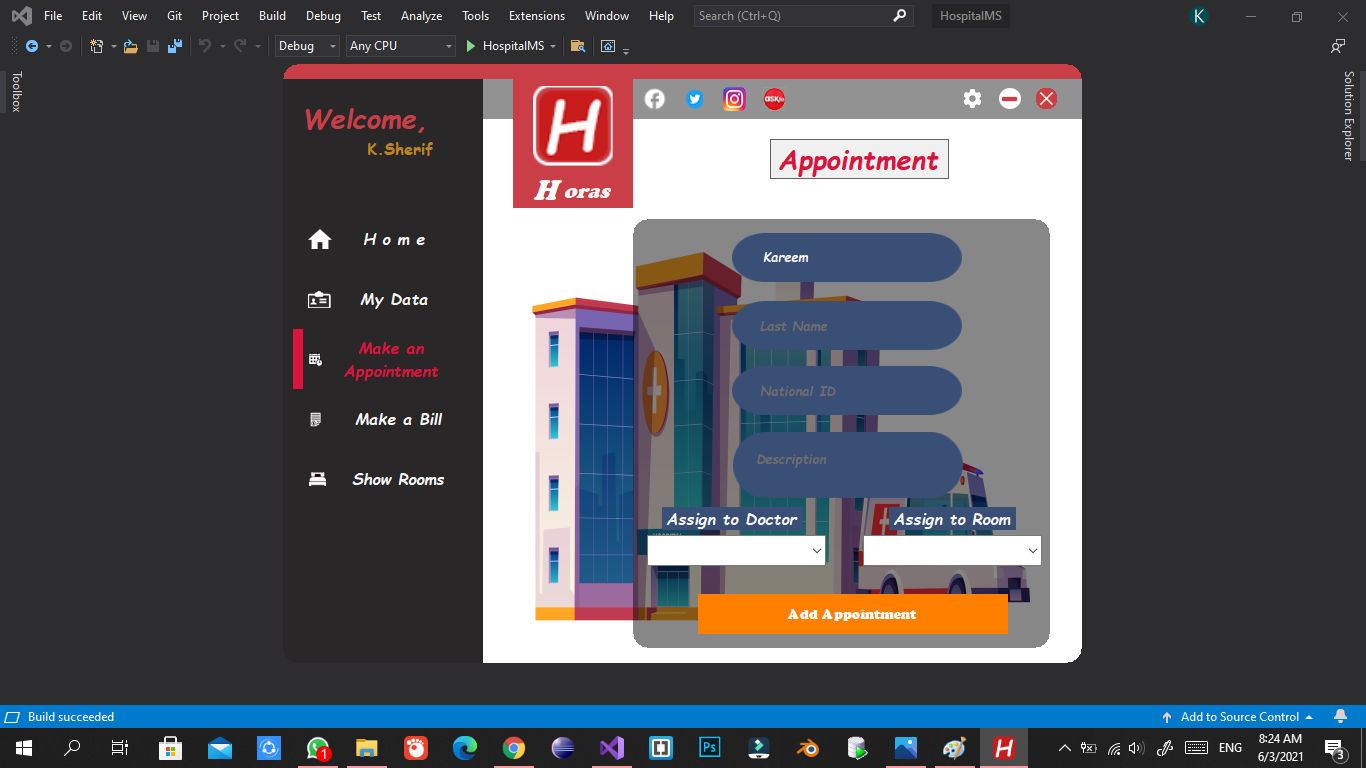 File Edit View Git Project Build Debug Test Analyze Tools Extensions Window Help Search (Ctrl+Q) HospitalMS K
Debug Any CPU HospitalMS
Toolbox
Solution Explorer
Welcome,
K.Sherif
H o m e
My Data
Make an
Appointment
Make a Bill
Show Rooms
H
H oras
ASKfm
Appointment
Kareem
Last Name
National ID
Description
Assign to Doctor Assign to Room
Add Appointment
Build succeeded Add to Source Control
1 Ps H ENG 8:24 AM
6/3/2021 3